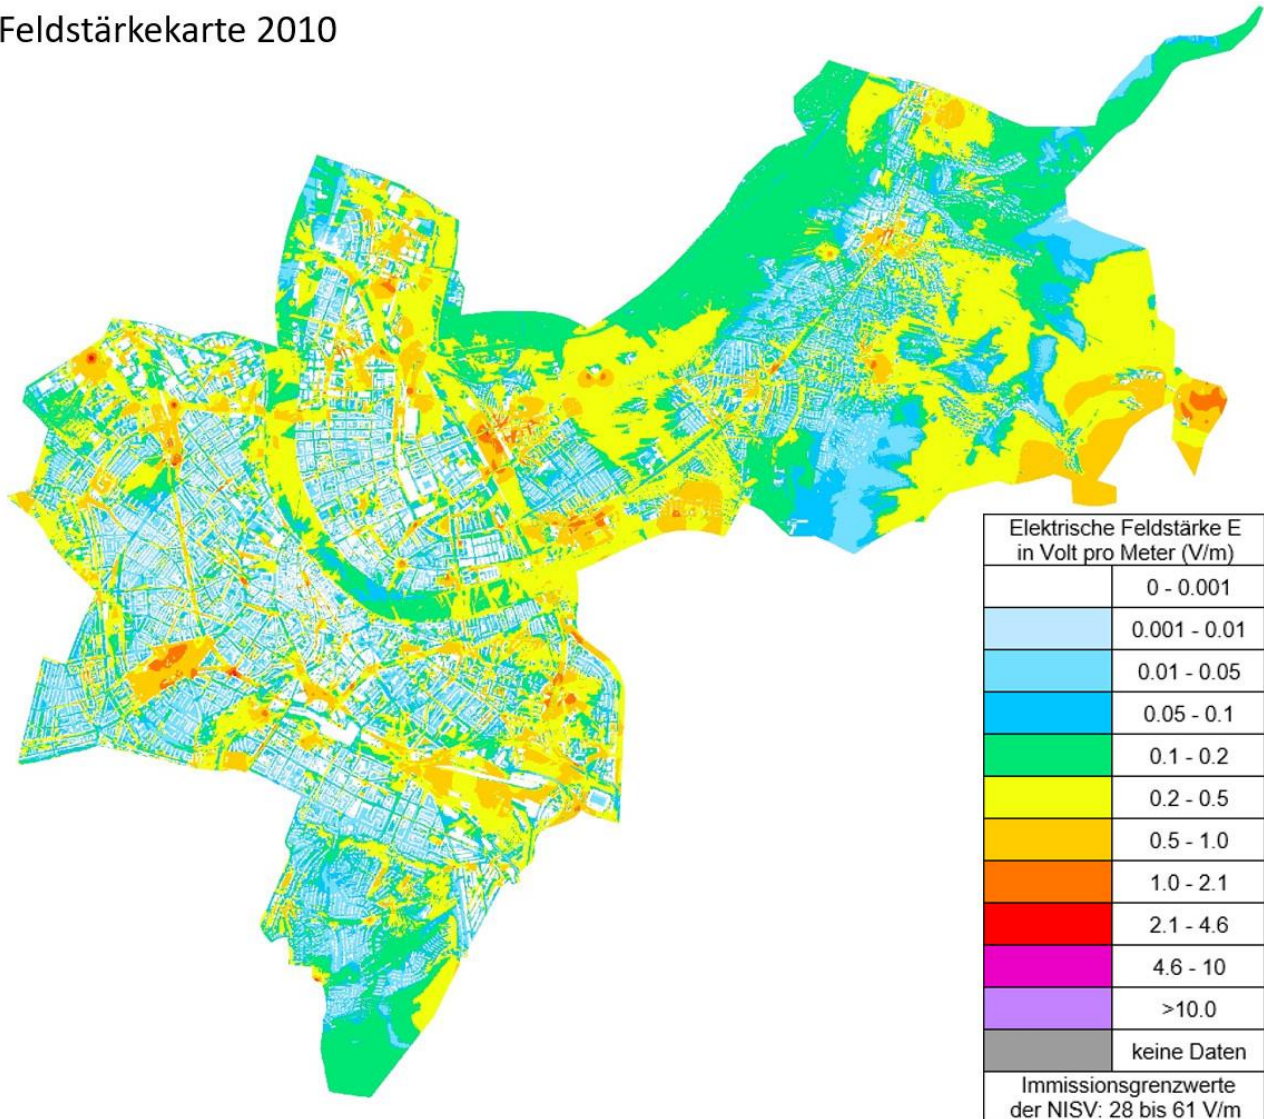 Feldstärkekarte 2010
Elektrische Feldstärke E
in Volt pro Meter (V/m)
0 - 0.001
0.001 - 0.01
0.01 - 0.05
0.05 - 0.1
0.1 - 0.2
0.2 - 0.5
0.5 - 1.0
1.0 - 2.1
2.1 - 4.6
4.6 - 10
>10.0
keine Daten
Immissionsgrenzwerte
der NISV: 28 bis 61 V/m